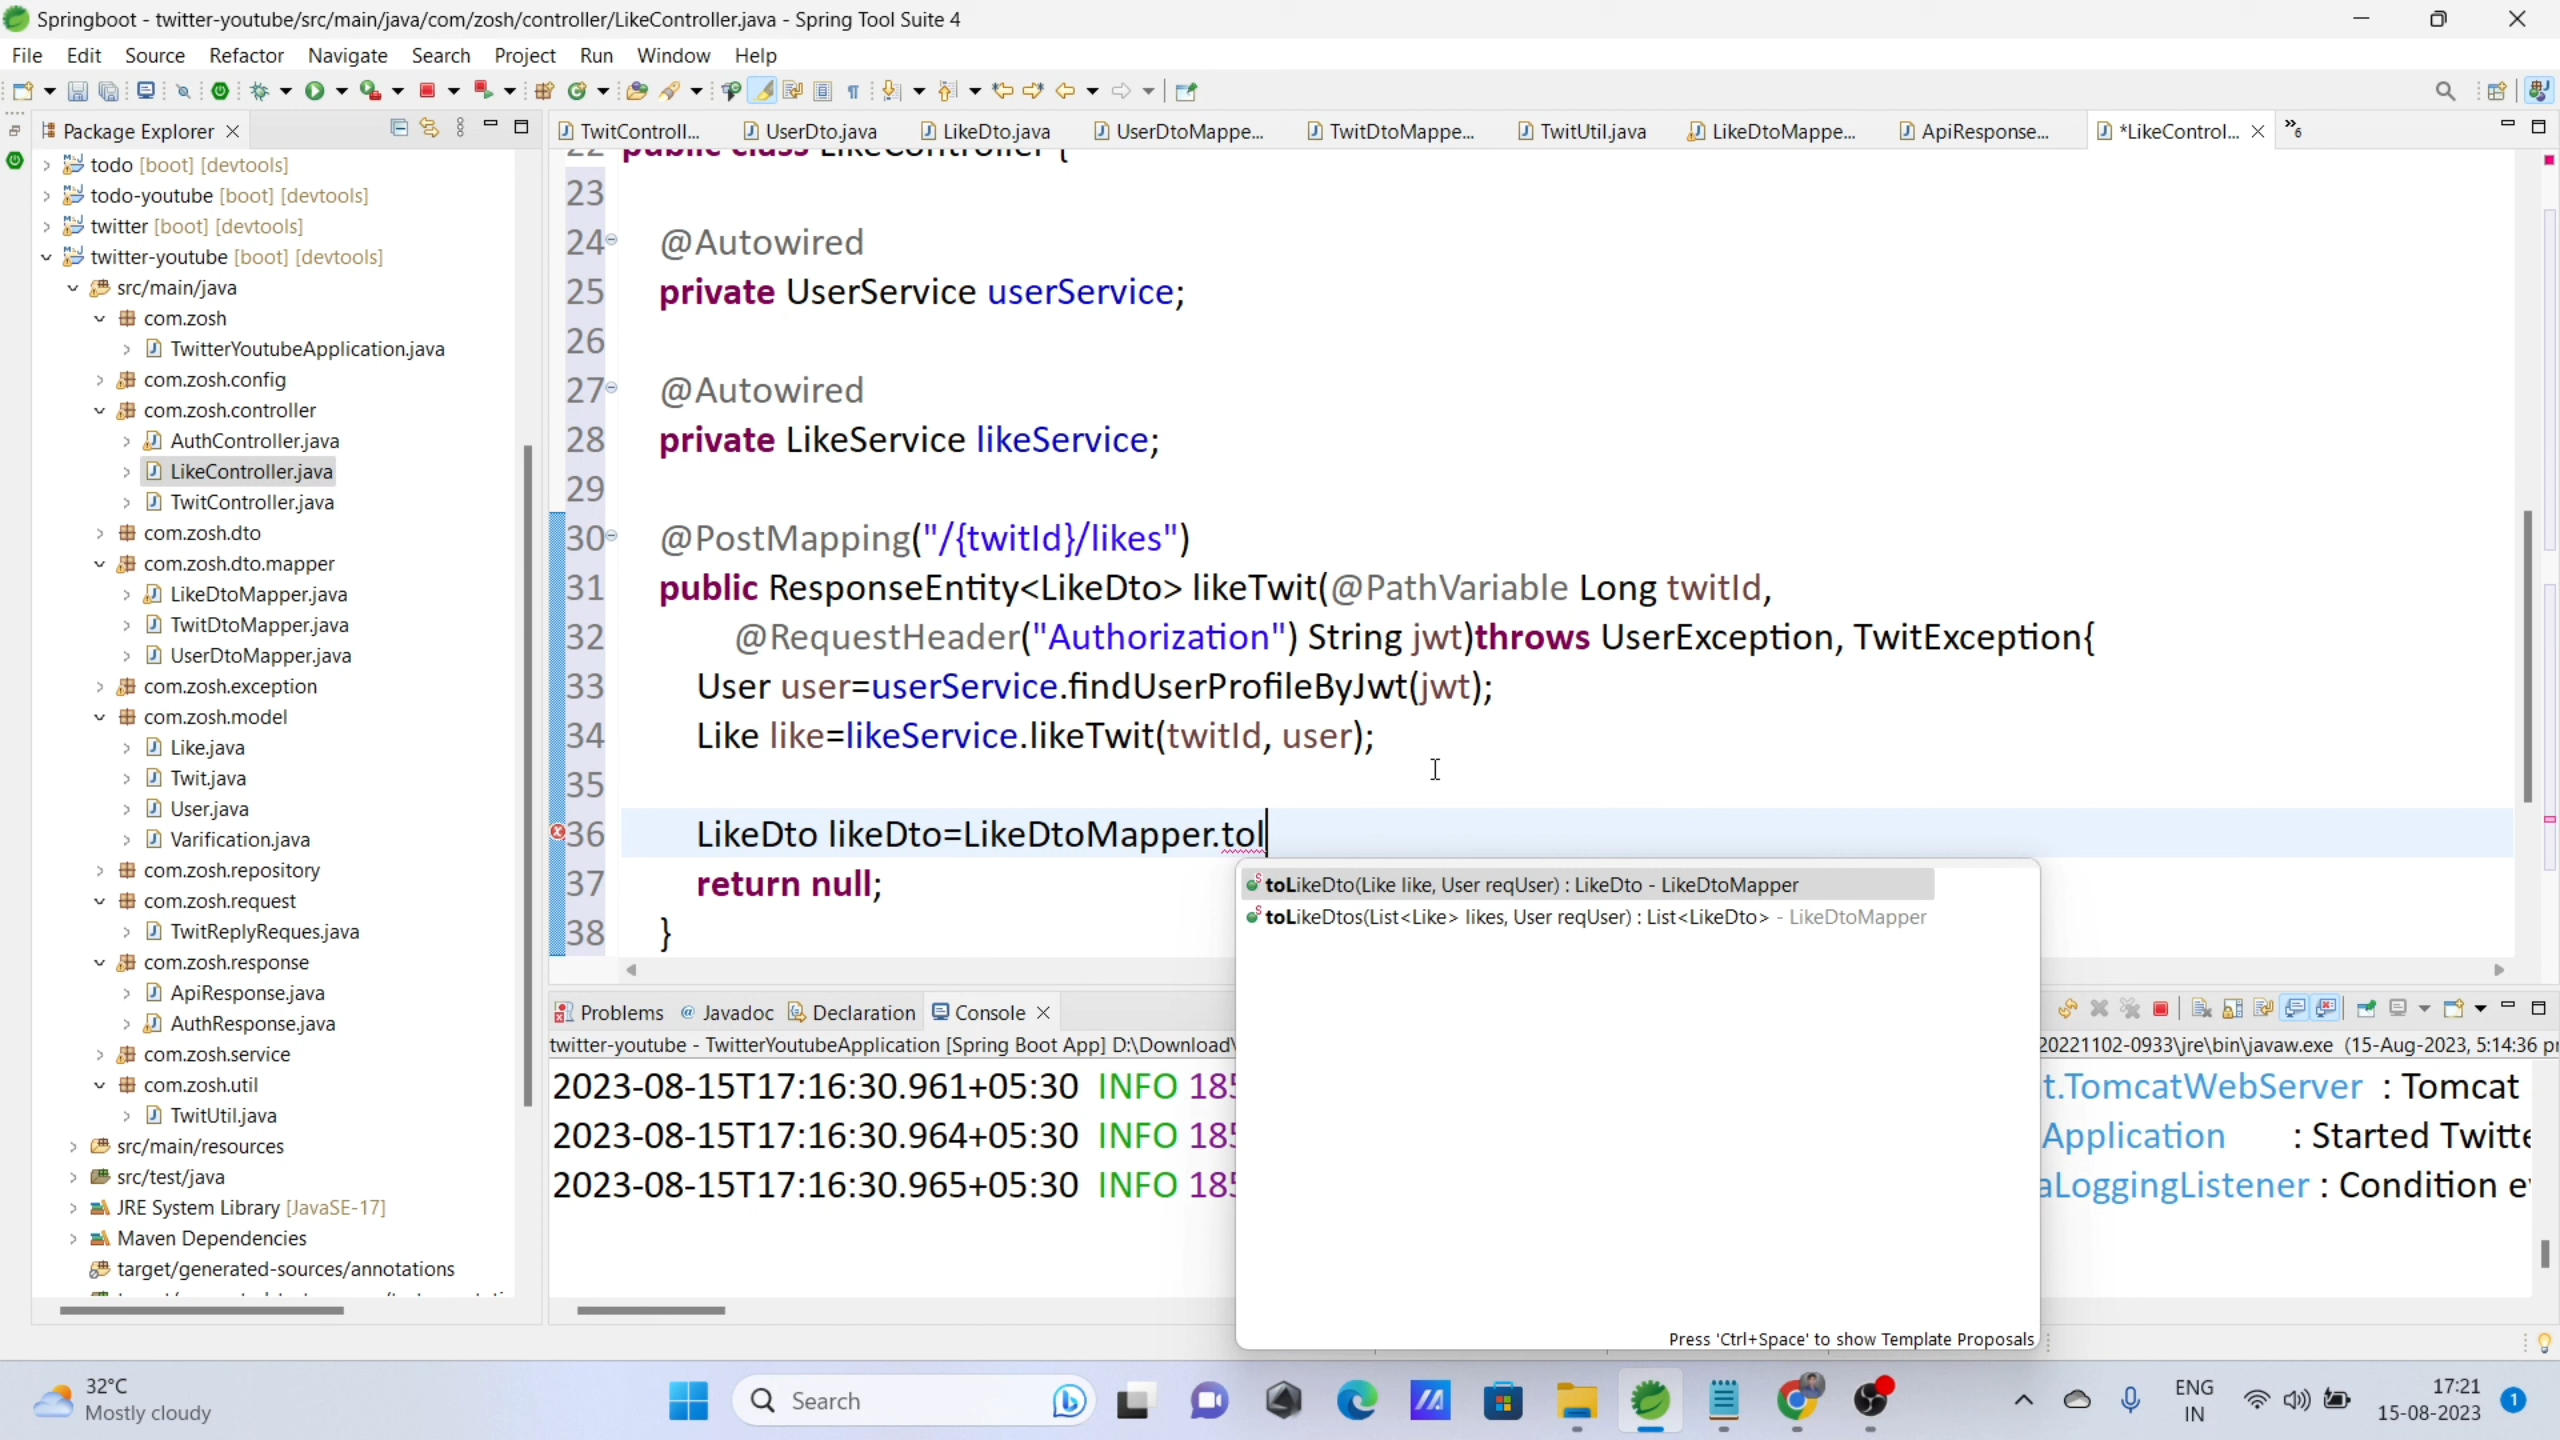 Springboot - twitter-youtube/src/main/java/com/zosh/controller/LikeController.java - Spring Tool Suite 4
File Edit Source Refactor Navigate Search Project Run Window Help
Package Explorer
todo [boot] [devtools]
todo-youtube [boot] [devtools]
twitter [boot] [devtools]
twitter-youtube [boot] [devtools]
src/main/java
com.zosh
TwitterYoutubeApplication.java
com.zosh.config
com.zosh.controller
AuthController.java
LikeController.java
TwitController.java
com.zosh.dto
com.zosh.dto.mapper
LikeDtoMapper.java
TwitDtoMapper.java
UserDtoMapper.java
com.zosh.exception
com.zosh.model
Like.java
Twit.java
User.java
Varification.java
com.zosh.repository
com.zosh.request
TwitReplyReques.java
com.zosh.response
ApiResponse.java
AuthResponse.java
com.zosh.service
com.zosh.util
TwitUtil.java
src/main/resources
src/test/java
JRE System Library [JavaSE-17]
Maven Dependencies
target/generated-sources/annotations
TwitControll... UserDto.java LikeDto.java UserDtoMappe... TwitDtoMappe... TwitUtil.java LikeDtoMappe... ApiResponse... *LikeControl... »6
22 public class LikeController {
23
24 @Autowired
25 private UserService userService;
26
27 @Autowired
28 private LikeService likeService;
29
30 @PostMapping("/{twitId}/likes")
31 public ResponseEntity<LikeDto> likeTwit(@PathVariable Long twitId,
32 @RequestHeader("Authorization") String jwt)throws UserException, TwitException{
33 User user=userService.findUserProfileByJwt(jwt);
34 Like like=likeService.likeTwit(twitId, user);
35
36 LikeDto likeDto=LikeDtoMapper.tol
37 return null;
38 }
toLikeDto(Like like, User reqUser) : LikeDto - LikeDtoMapper
toLikeDtos(List<Like> likes, User reqUser) : List<LikeDto> - LikeDtoMapper
Press 'Ctrl+Space' to show Template Proposals
Problems Javadoc Declaration Console
twitter-youtube - TwitterYoutubeApplication [Spring Boot App] D:\Download\ 20221102-0933\jre\bin\javaw.exe (15-Aug-2023, 5:14:36 p
2023-08-15T17:16:30.961+05:30 INFO 185 t.TomcatWebServer : Tomcat
2023-08-15T17:16:30.964+05:30 INFO 185 Application : Started Twitte
2023-08-15T17:16:30.965+05:30 INFO 185 aLoggingListener : Condition e
32°C
Mostly cloudy
Search
ENG
IN
17:21
15-08-2023
1